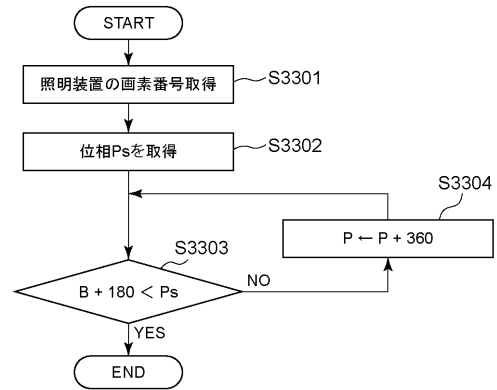 START
照明装置の画素番号取得
S3301
位相Psを取得
S3302
S3304
P ← P + 360
S3303
B + 180 < Ps
NO
YES
END